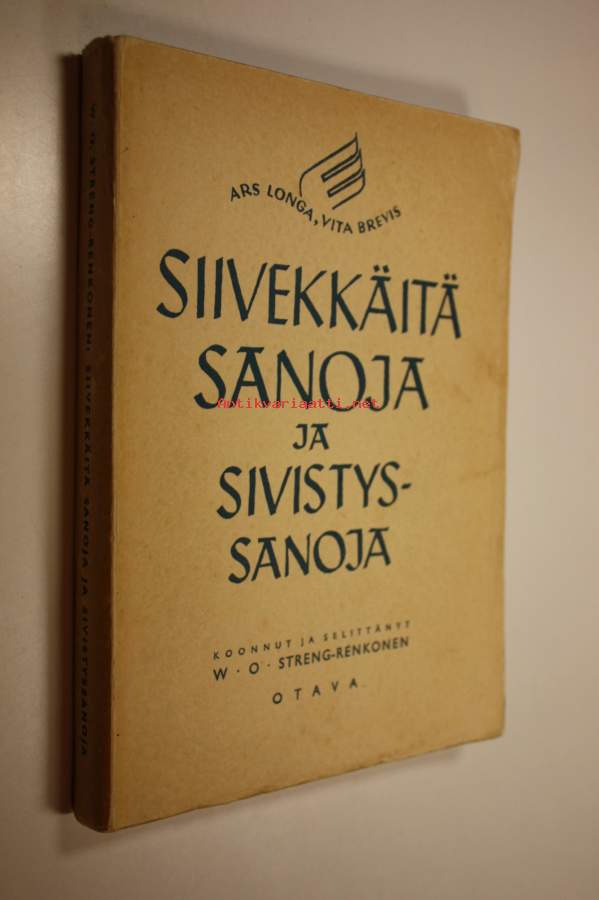 ARS LONGA, VITA BREVIS
SIIVEKKÄITÄ
SANOJA
JA
SIVISTYS-
SANOJA
KOONNUT JA SELITTÄNYT
W · O · STRENG-RENKONEN
OTAVA
W · O · STRENG-RENKONEN: SIIVEKKÄITÄ SANOJA JA SIVISTYSSANOJA
Antikvariaatti.net